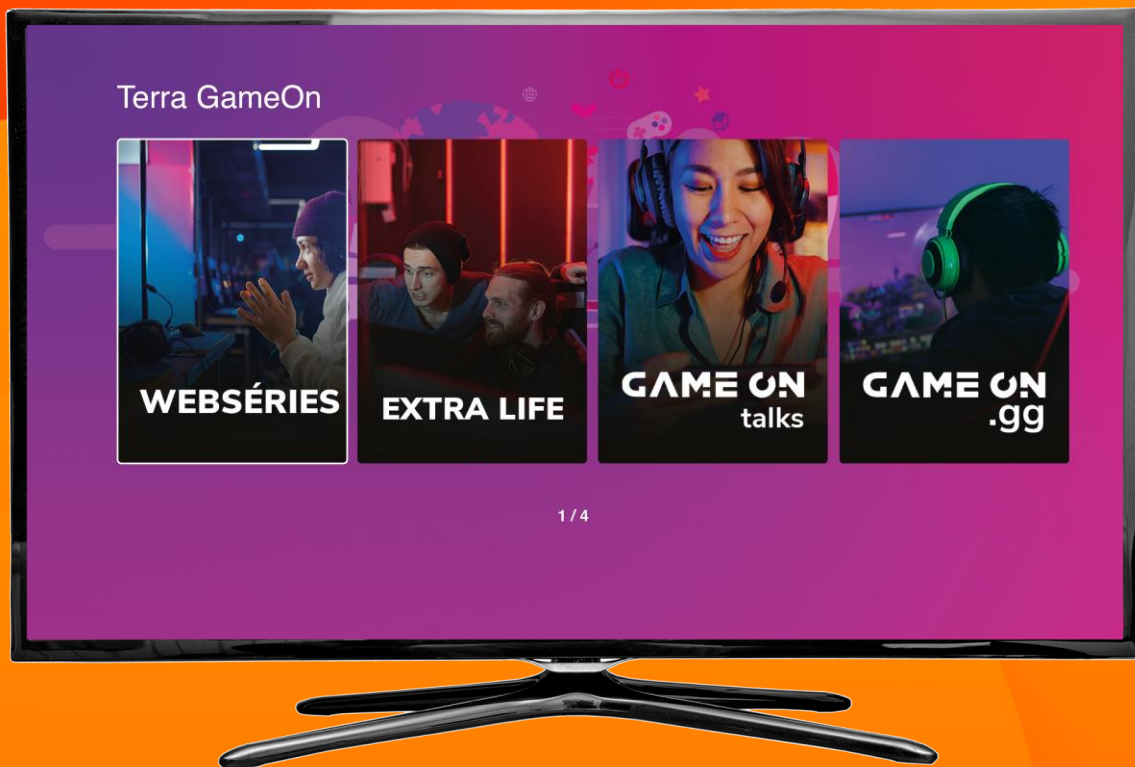 Terra GameOn
WEBSÉRIES
EXTRA LIFE
GAME ON
talks
GAME ON
.gg
1 / 4